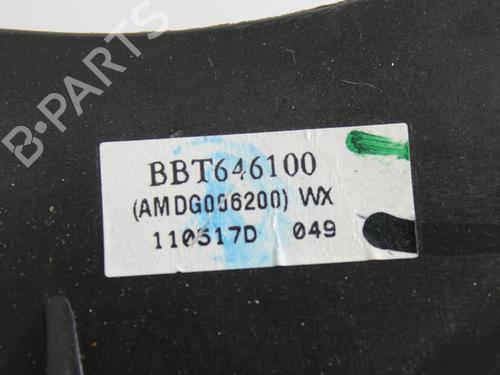 B-PARTS
BBT646100
(AMDG006200) WX
110517D 049